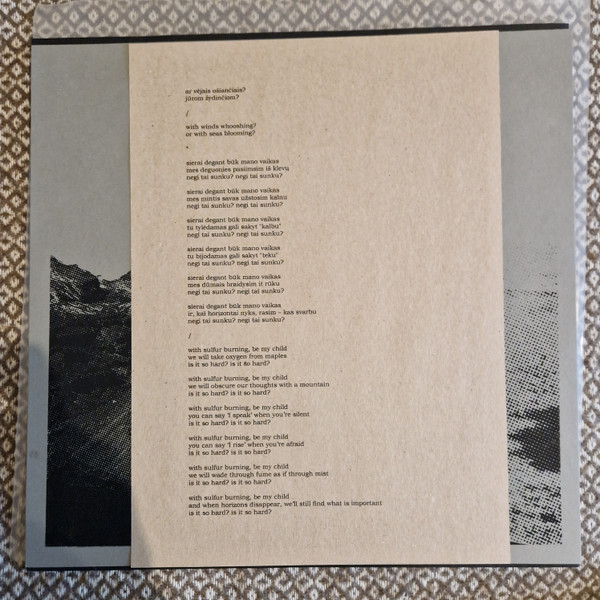 ar vėjais ošiančiais?
jūrom žydinčiom?
/
with winds whooshing?
or with seas blooming?
*
sierai degant būk mano vaikas
mes deguonies pasiimsim iš klevų
negi tai sunku? negi tai sunku?
sierai degant būk mano vaikas
mes mintis savas užstosim kalnu
negi tai sunku? negi tai sunku?
sierai degant būk mano vaikas
tu tylėdamas gali sakyt "kalbu"
negi tai sunku? negi tai sunku?
sierai degant būk mano vaikas
tu bijodamas gali sakyt "teku"
negi tai sunku? negi tai sunku?
sierai degant būk mano vaikas
mes dūmais braidysim it rūku
negi tai sunku? negi tai sunku?
sierai degant būk mano vaikas
ir, kai horizontai nyks, rasim – kas svarbu
negi tai sunku? negi tai sunku?
/
with sulfur burning, be my child
we will take oxygen from maples
is it so hard? is it so hard?
with sulfur burning, be my child
we will obscure our thoughts with a mountain
is it so hard? is it so hard?
with sulfur burning, be my child
you can say 'I speak' when you're silent
is it so hard? is it so hard?
with sulfur burning, be my child
you can say 'I rise' when you're afraid
is it so hard? is it so hard?
with sulfur burning, be my child
we will wade through fume as if through mist
is it so hard? is it so hard?
with sulfur burning, be my child
and when horizons disappear, we'll still find what is important
is it so hard? is it so hard?